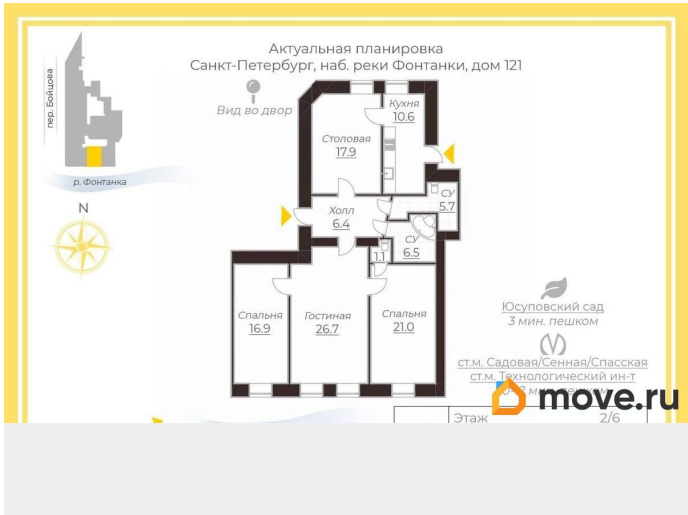 Актуальная планировка
Санкт-Петербург, наб. реки Фонтанки, дом 121
пер. Бойцова
р. Фонтанка
N
Вид во двор
Кухня
10.6
Столовая
17.9
СУ
5.7
Холл
6.4
СУ
6.5
1.1
Спальня
16.9
Гостиная
26.7
Спальня
21.0
Юсуповский сад
3 мин. пешком
ст.м. Садовая/Сенная/Спасская
ст.м. Технологический ин-т
мин. пешком
move.ru
Этаж 2/6